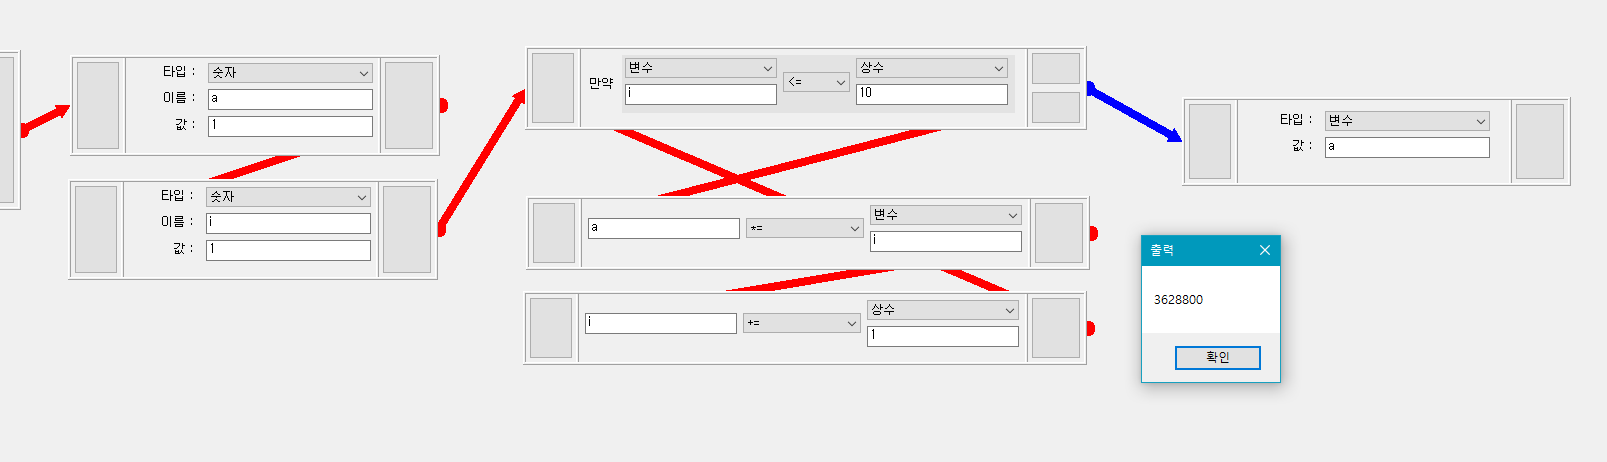 타입 : 숫자
이름 : a
값 : 1
타입 : 숫자
이름 : i
값 : 1
만약 변수 <= 상수
i 10
a *= 변수
i
i += 상수
1
타입 : 변수
값 : a
출력
3628800
확인